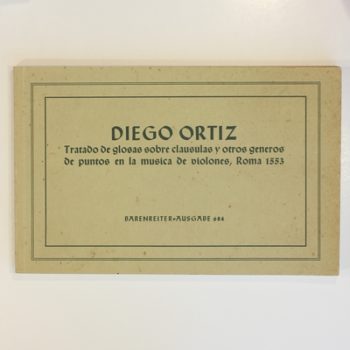 DIEGO ORTIZ
Tratado de glosas sobre clausulas y otros generos
de puntos en la musica de violones, Roma 1553
BÄRENREITER-AUSGABE 684